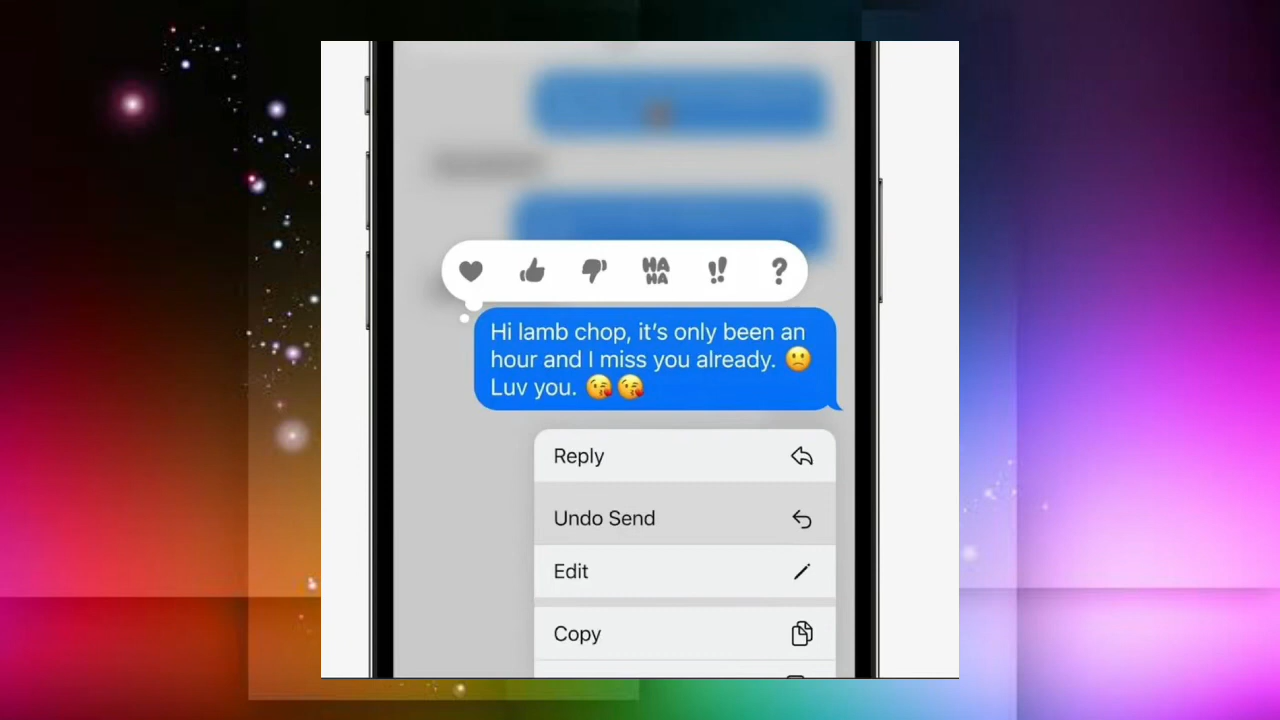 HA
HA
!!
?
Hi lamb chop, it's only been an
hour and I miss you already. 🙁
Luv you. 😘😘
Reply
Undo Send
Edit
Copy